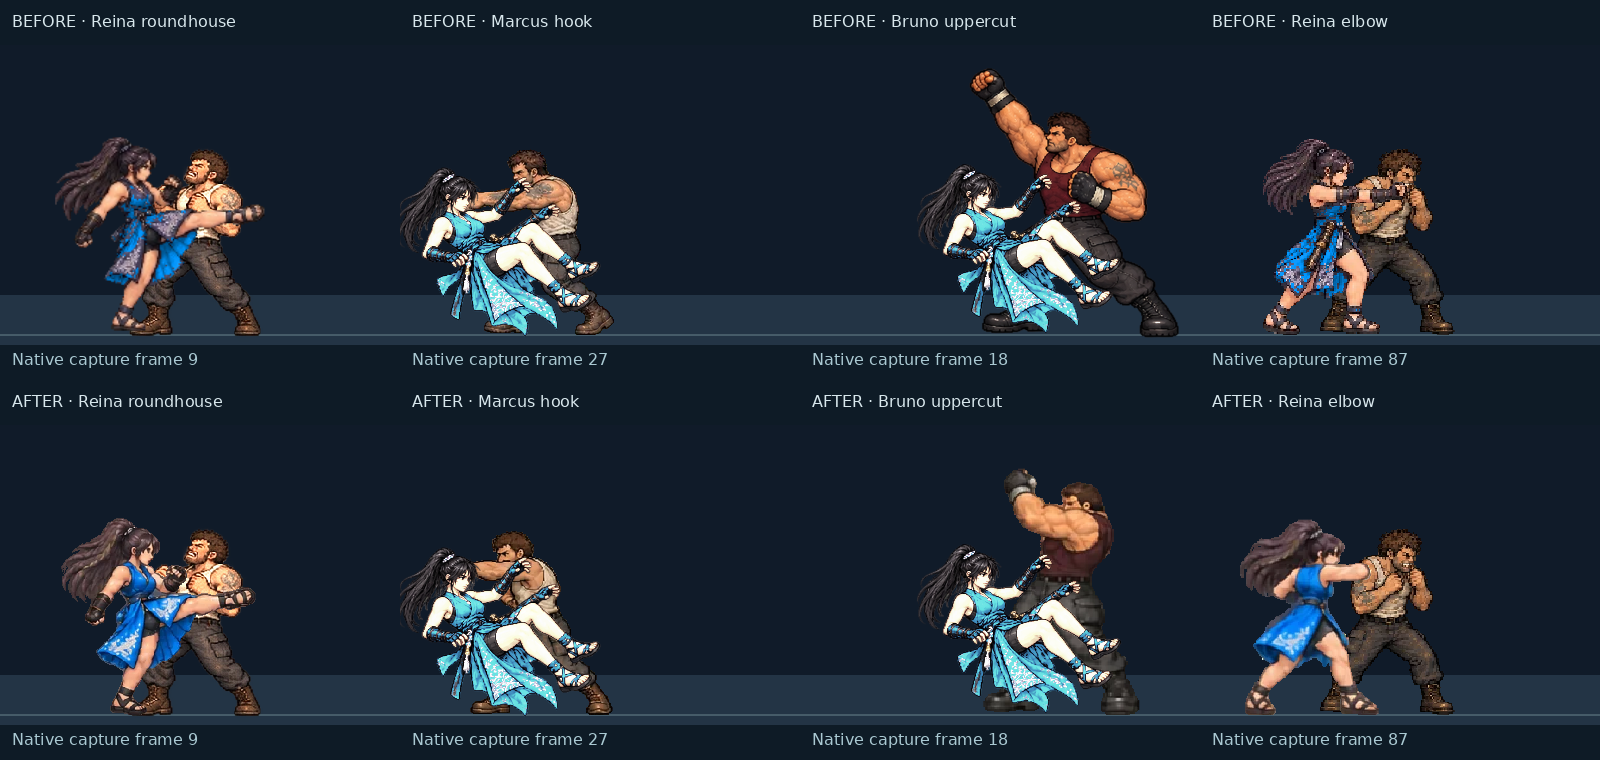 BEFORE · Reina roundhouse
BEFORE · Marcus hook
BEFORE · Bruno uppercut
BEFORE · Reina elbow
Native capture frame 9
Native capture frame 27
Native capture frame 18
Native capture frame 87
AFTER · Reina roundhouse
AFTER · Marcus hook
AFTER · Bruno uppercut
AFTER · Reina elbow
Native capture frame 9
Native capture frame 27
Native capture frame 18
Native capture frame 87